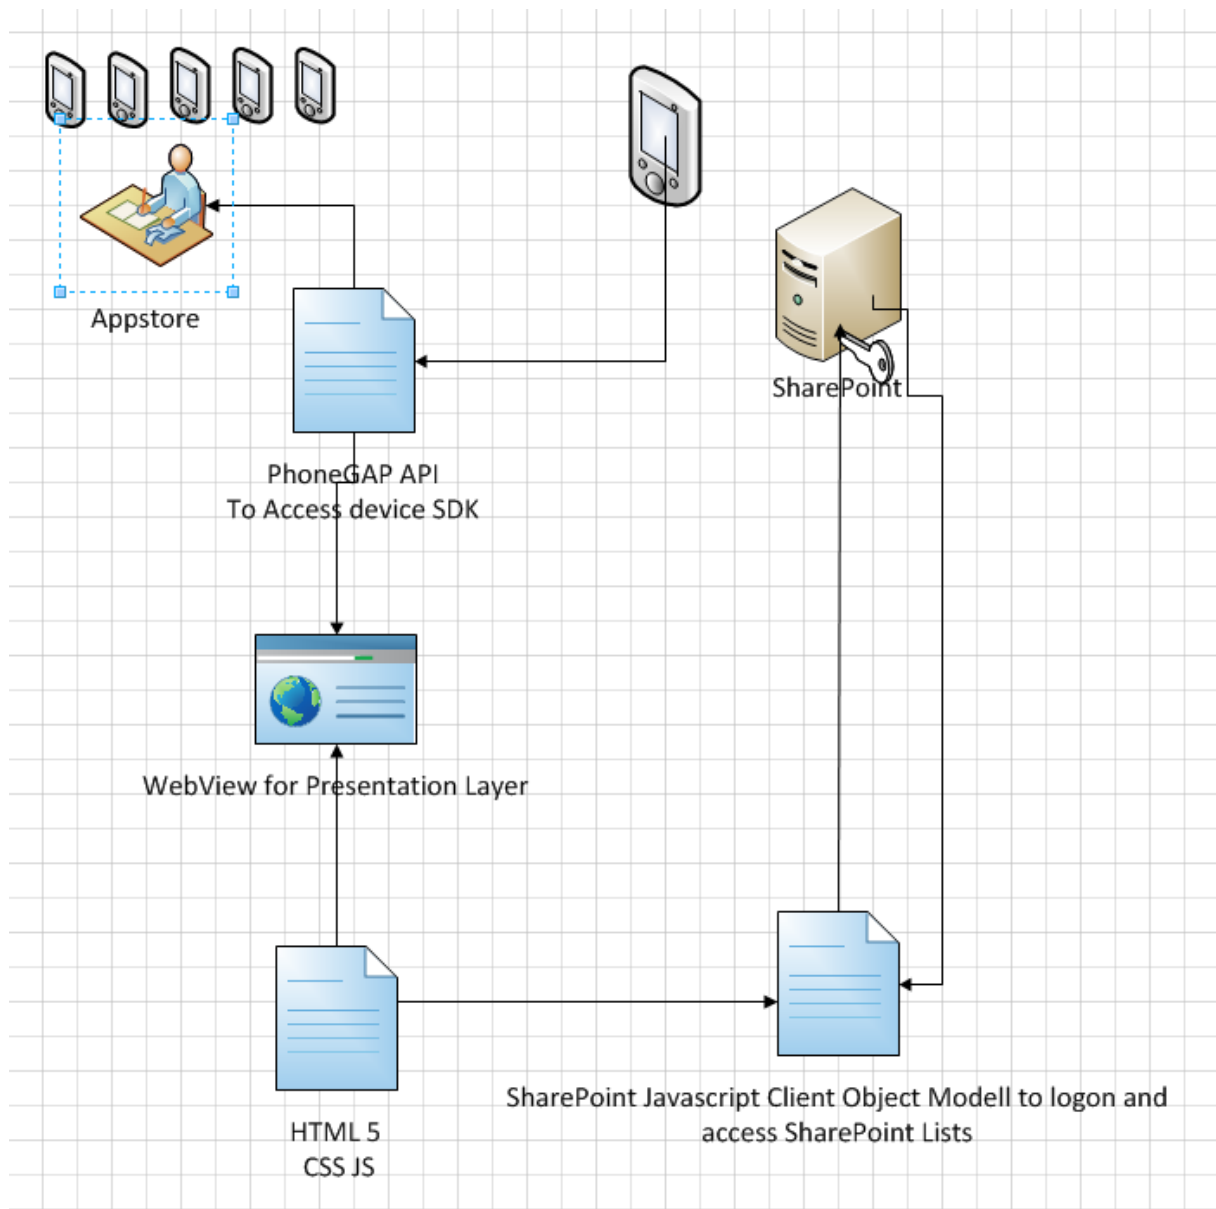 Appstore
SharePoint
PhoneGAP API
To Access device SDK
WebView for Presentation Layer
SharePoint Javascript Client Object Modell to logon and
access SharePoint Lists
HTML 5
CSS JS